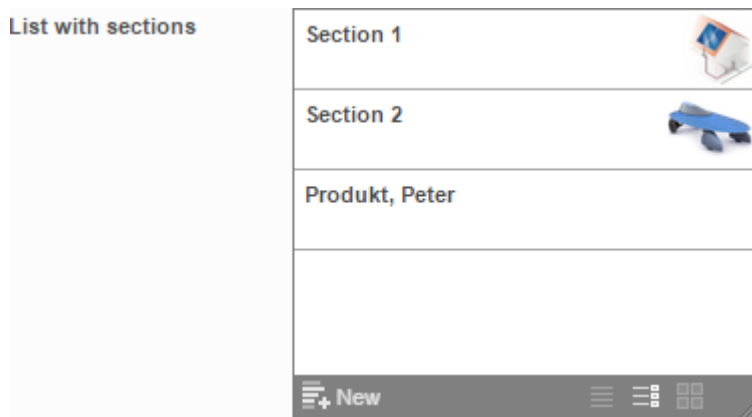 List with sections
Section 1
Section 2
Produkt, Peter
New